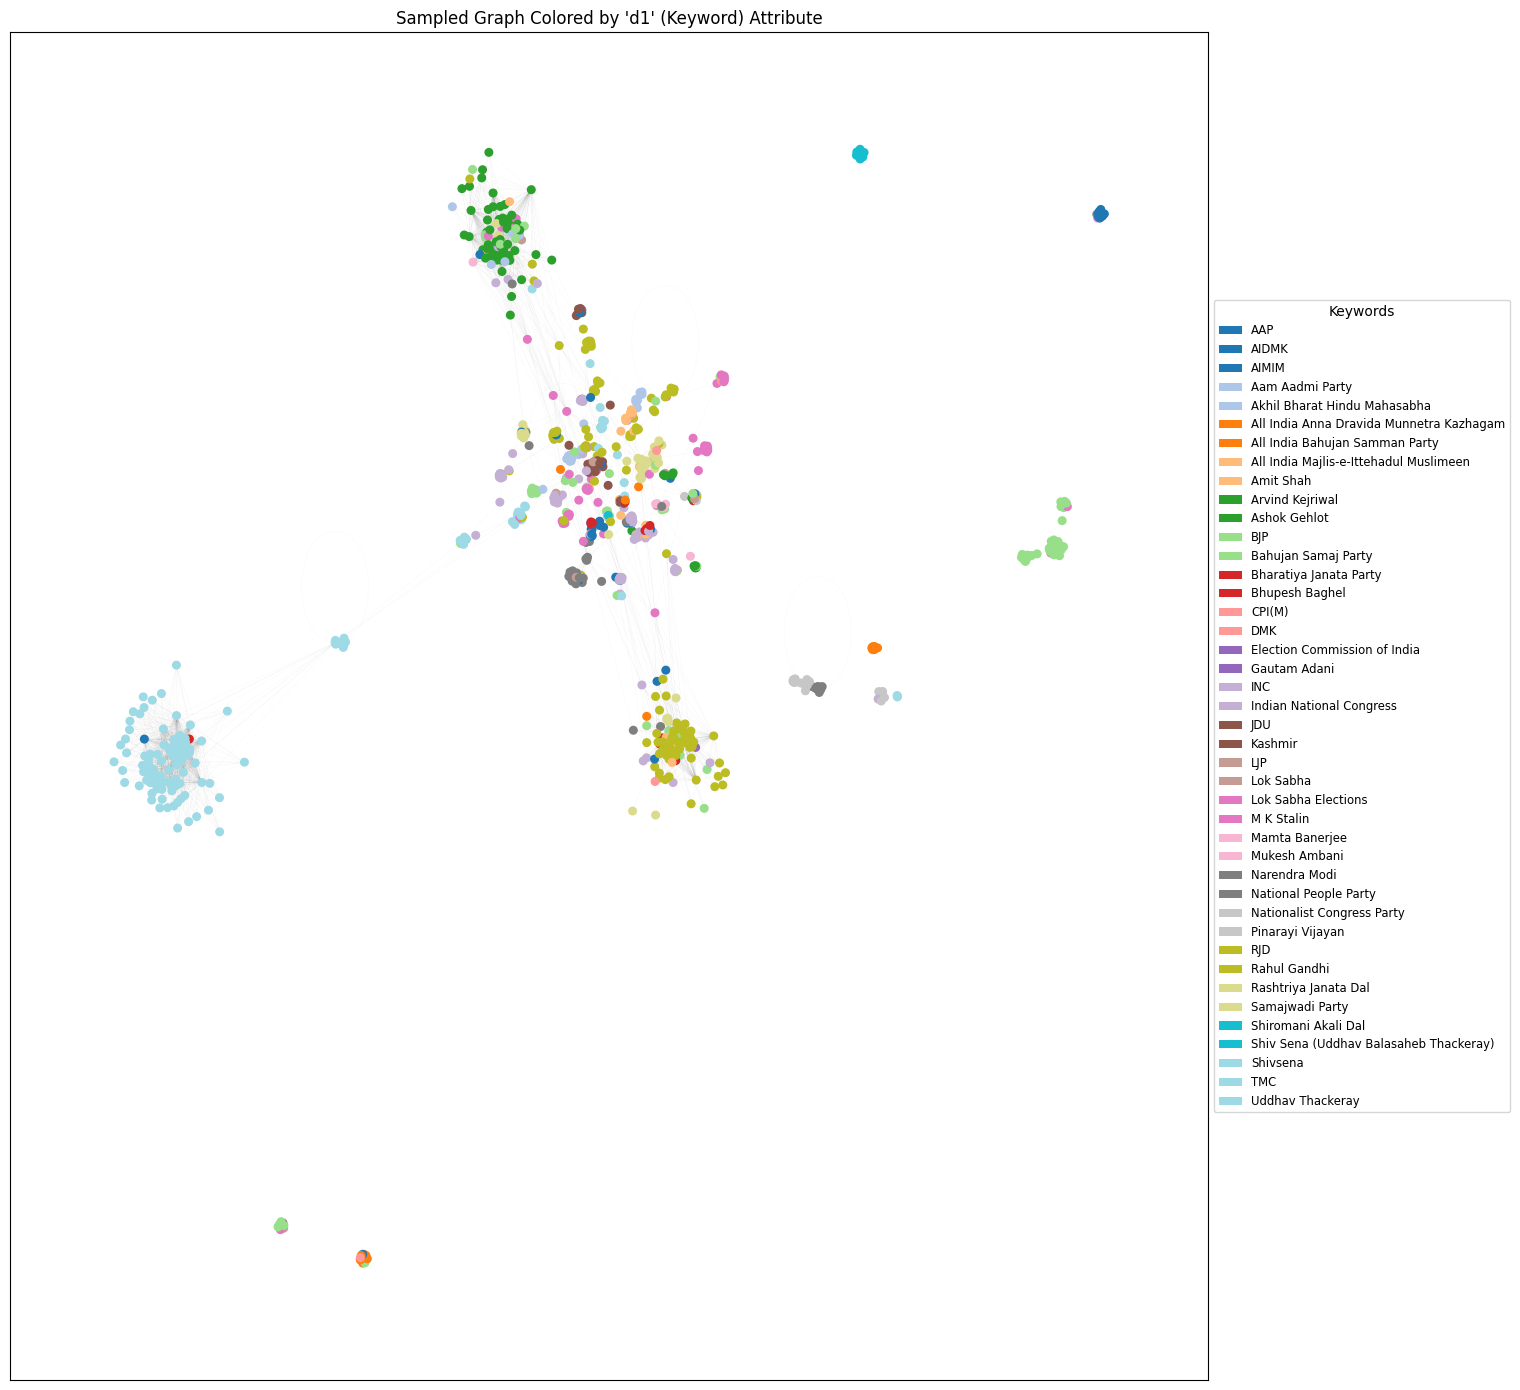 Sampled Graph Colored by 'd1' (Keyword) Attribute
Keywords
AAP
AIDMK
AIMIM
Aam Aadmi Party
Akhil Bharat Hindu Mahasabha
All India Anna Dravida Munnetra Kazhagam
All India Bahujan Samman Party
All India Majlis-e-Ittehadul Muslimeen
Amit Shah
Arvind Kejriwal
Ashok Gehlot
BJP
Bahujan Samaj Party
Bharatiya Janata Party
Bhupesh Baghel
CPI(M)
DMK
Election Commission of India
Gautam Adani
INC
Indian National Congress
JDU
Kashmir
LJP
Lok Sabha
Lok Sabha Elections
M K Stalin
Mamta Banerjee
Mukesh Ambani
Narendra Modi
National People Party
Nationalist Congress Party
Pinarayi Vijayan
RJD
Rahul Gandhi
Rashtriya Janata Dal
Samajwadi Party
Shiromani Akali Dal
Shiv Sena (Uddhav Balasaheb Thackeray)
Shivsena
TMC
Uddhav Thackeray